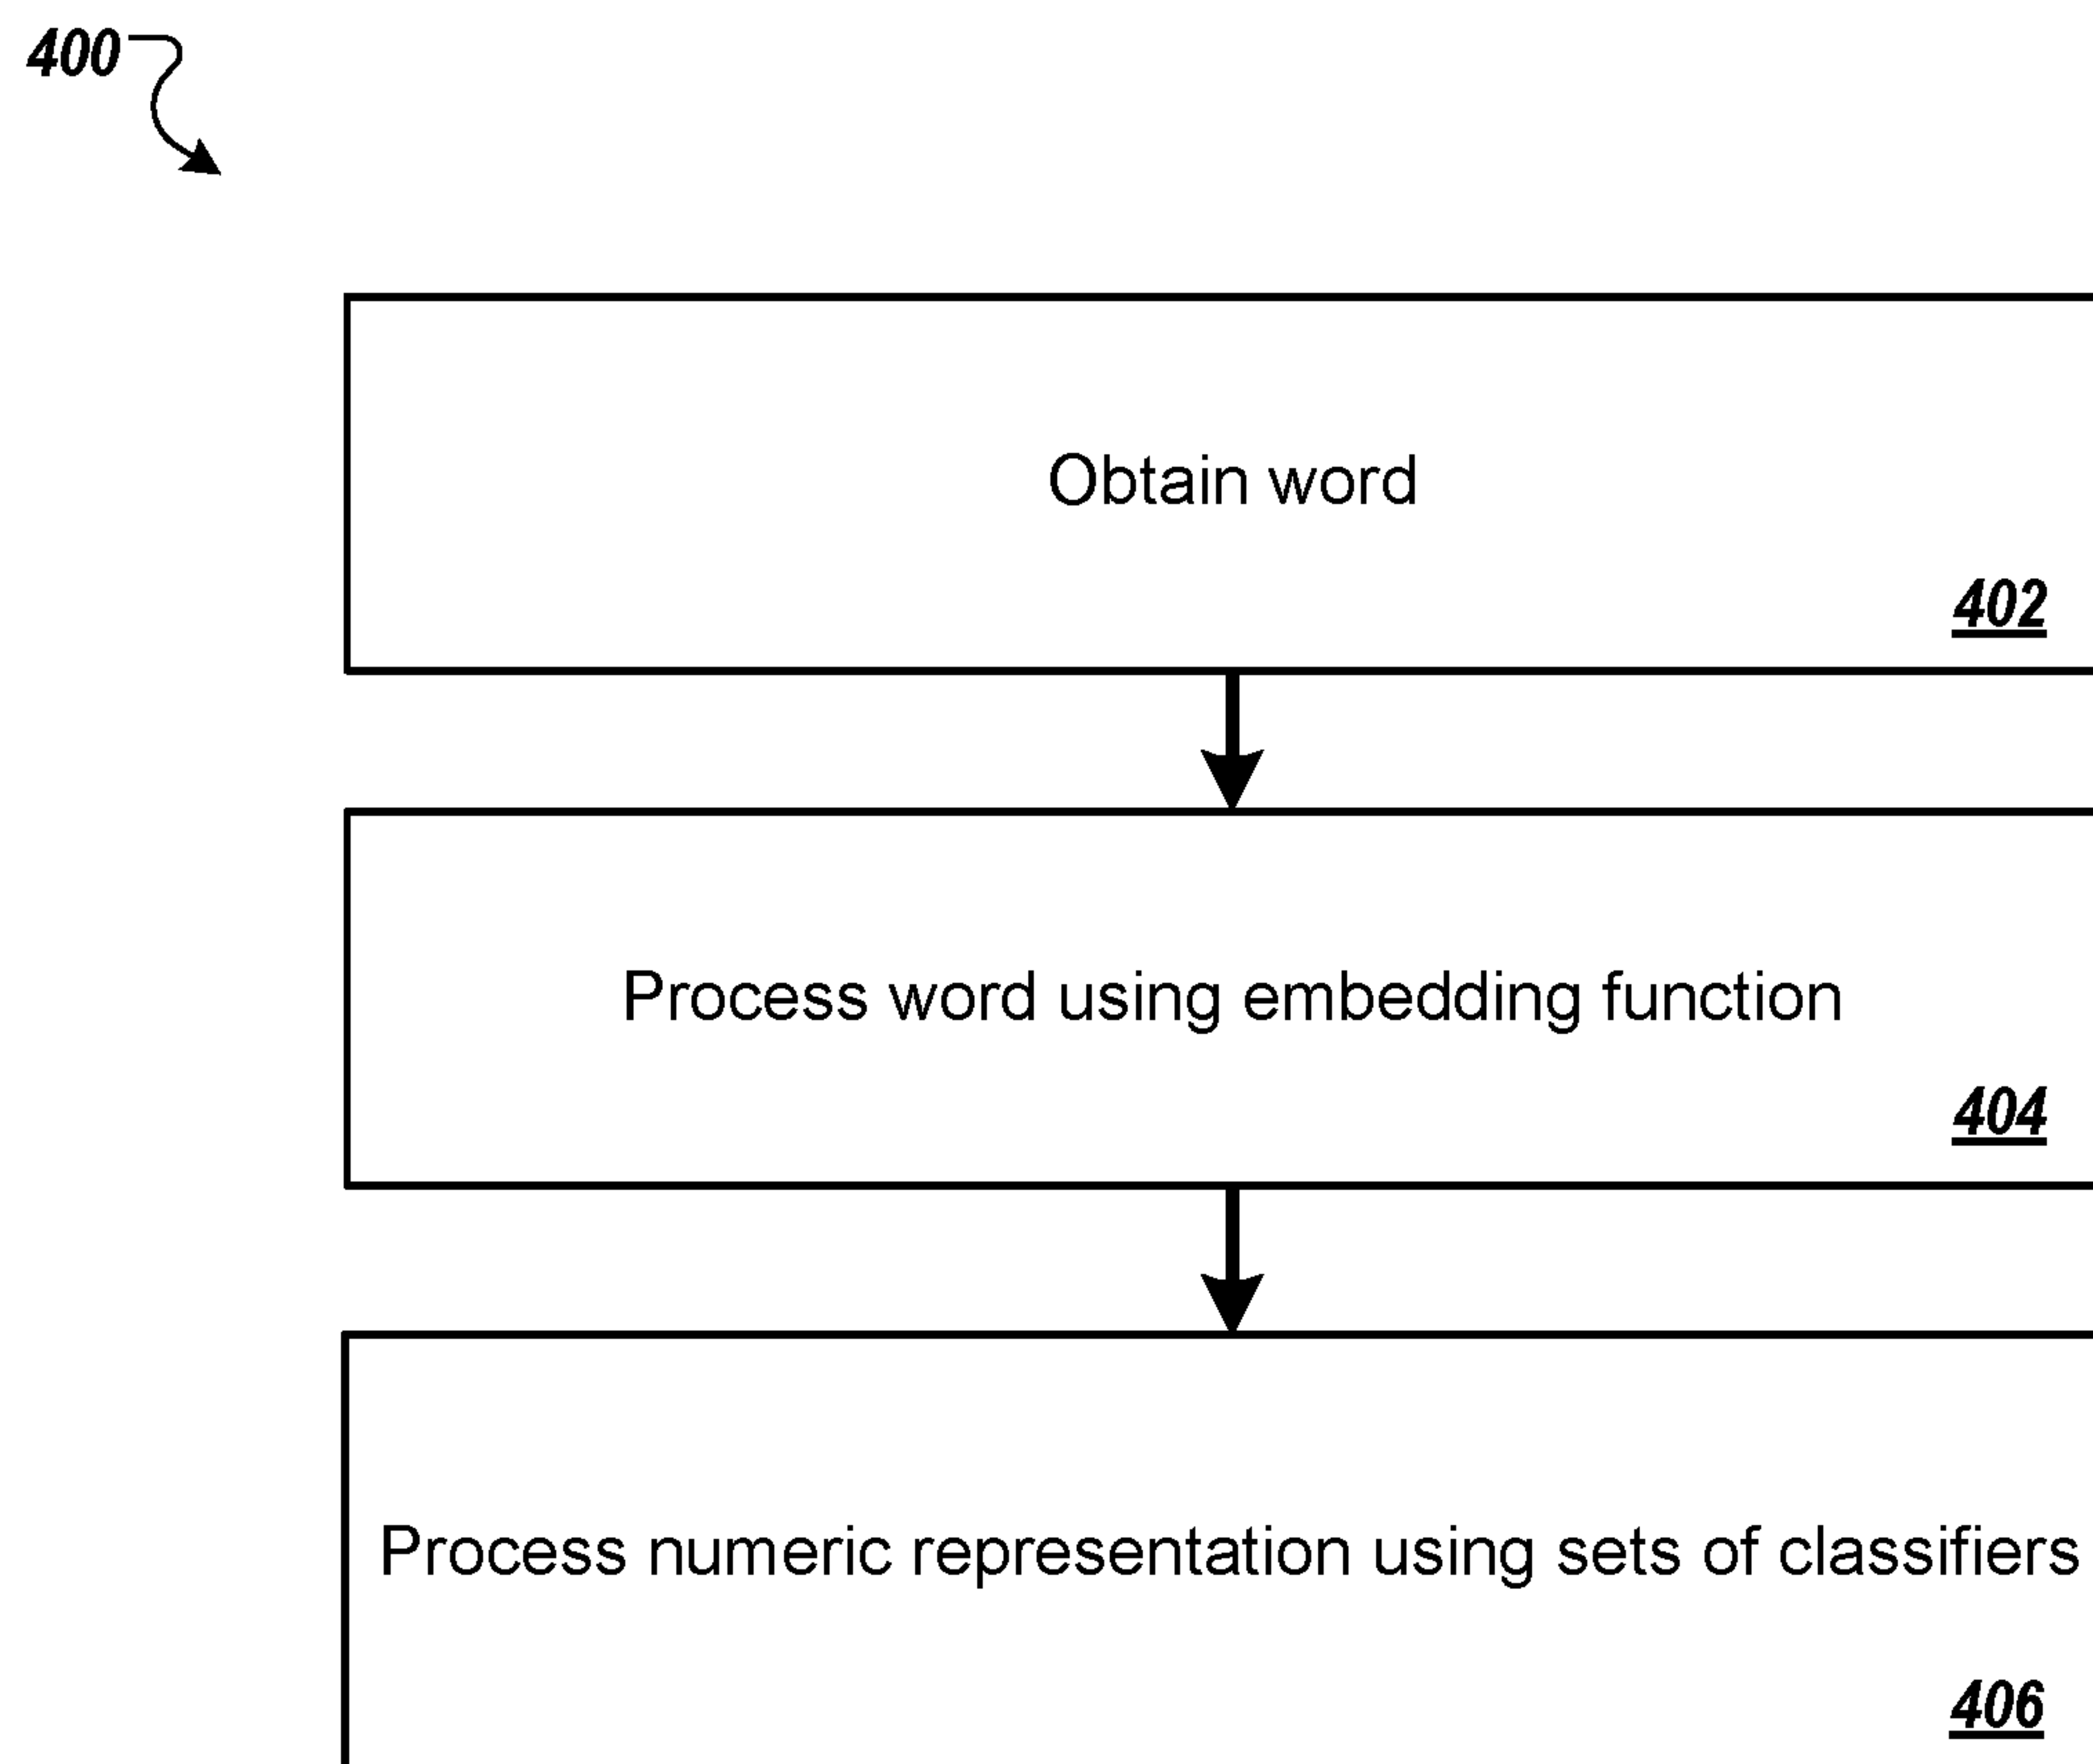 400
Obtain word
402
Process word using embedding function
404
Process numeric representation using sets of classifiers
406